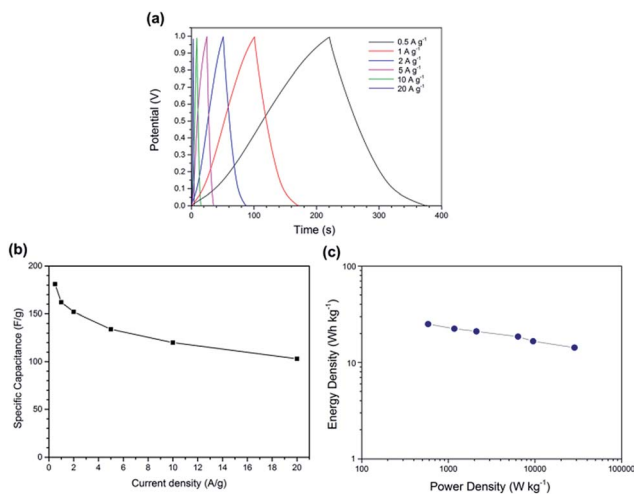 (a)
1.0
0.9
0.8
0.7
0.6
0.5
0.4
0.3
0.2
0.1
0.0
Potential (V)
0.5 A g⁻¹
1 A g⁻¹
2 A g⁻¹
5 A g⁻¹
10 A g⁻¹
20 A g⁻¹
0 100 200 300 400
Time (s)
(b)
200
150
100
50
0
Specific Capacitance (F/g)
0 2 4 6 8 10 12 14 16 18 20
Current density (A/g)
(c)
100
10
1
Energy Density (Wh kg⁻¹)
100 1000 10000 100000
Power Density (W kg⁻¹)